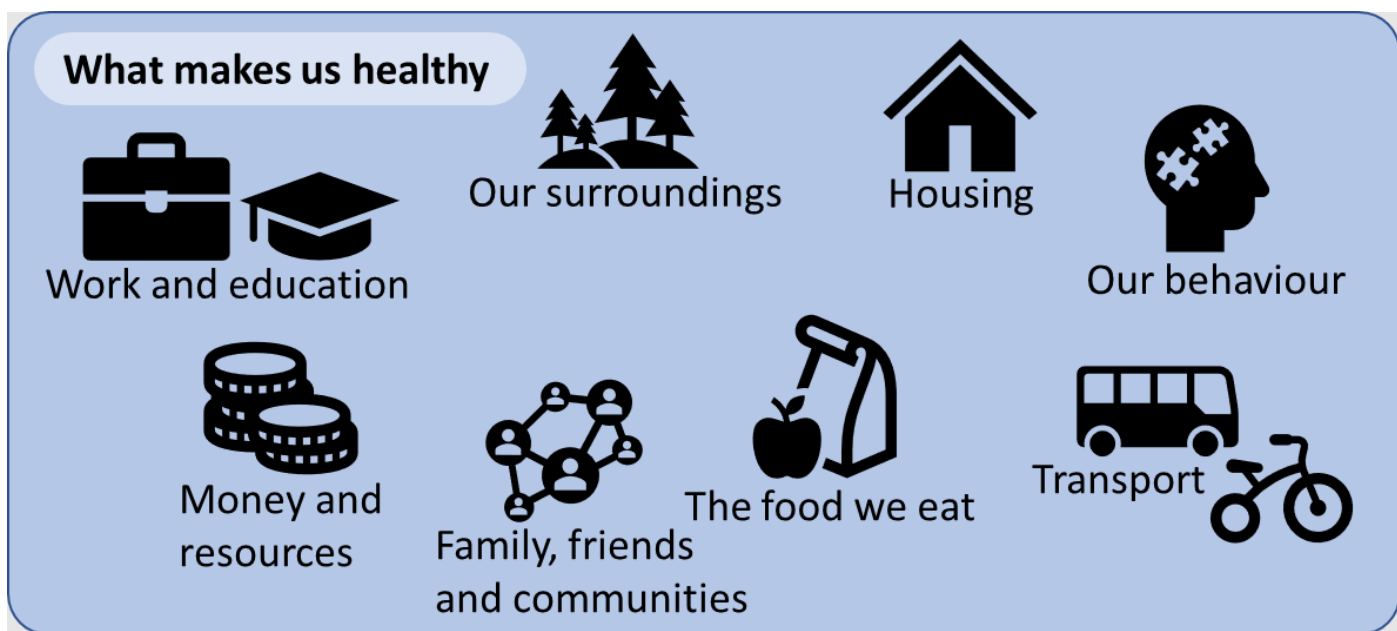 What makes us healthy
Our surroundings
Housing
Work and education
Our behaviour
Money and
resources
Family, friends
and communities
The food we eat
Transport